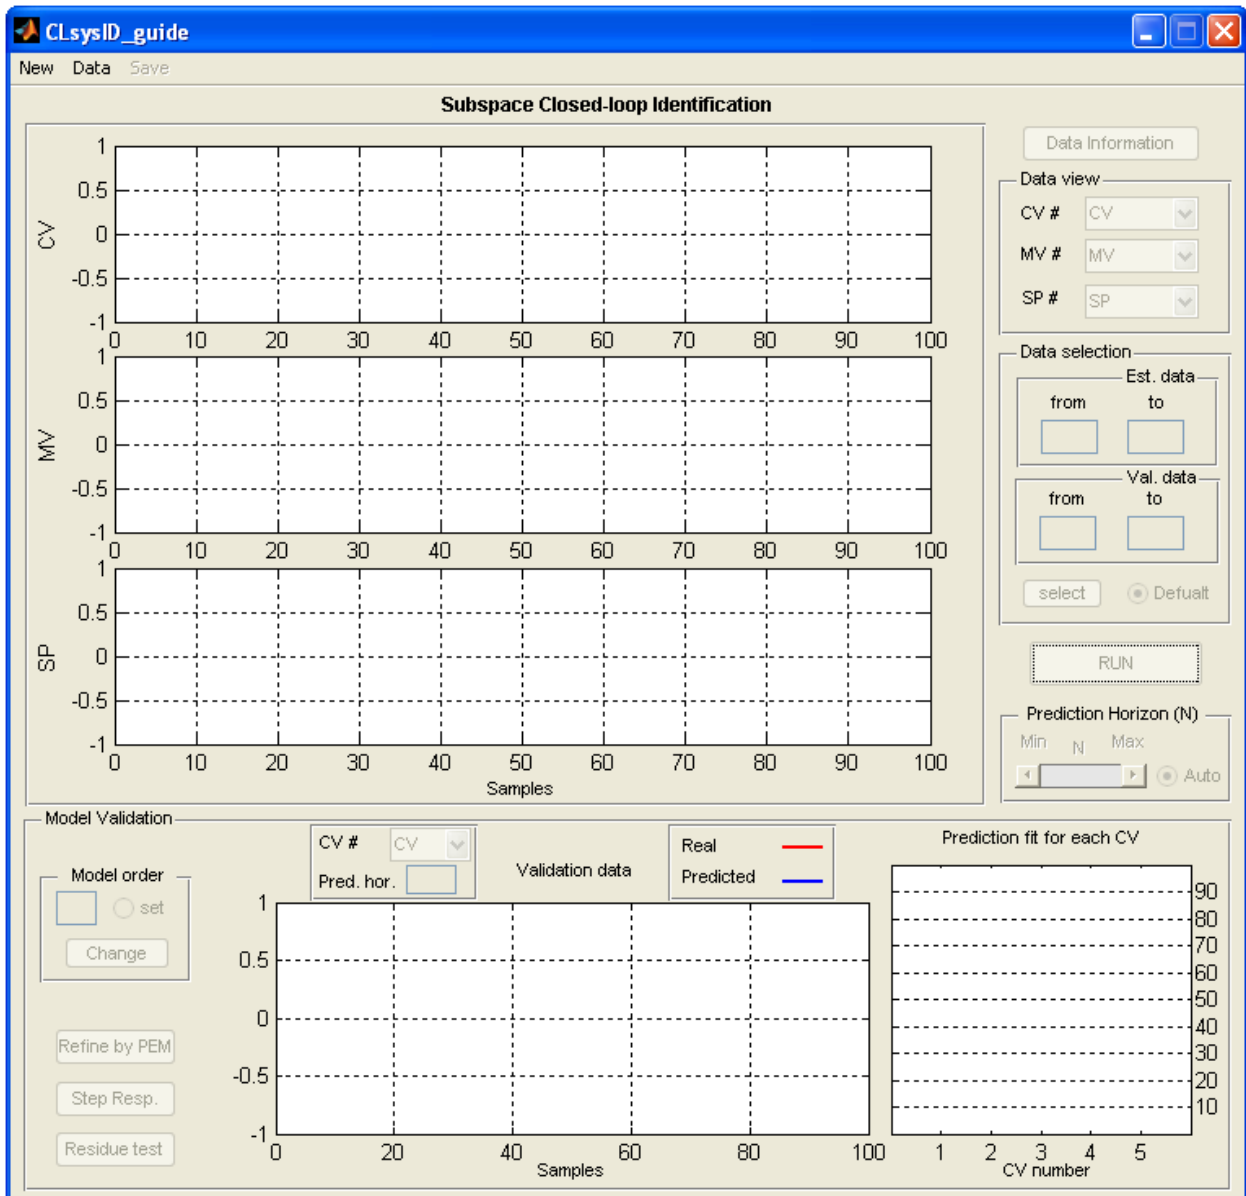 CLsysID_guide
New Data Save
Subspace Closed-loop Identification
1
0.5
0
-0.5
-1
CV
0 10 20 30 40 50 60 70 80 90 100
1
0.5
0
-0.5
-1
MV
0 10 20 30 40 50 60 70 80 90 100
1
0.5
0
-0.5
-1
SP
0 10 20 30 40 50 60 70 80 90 100
Samples
Data Information
Data view
CV # CV
MV # MV
SP # SP
Data selection
Est. data
from to
Val. data
from to
select Defualt
RUN
Prediction Horizon (N)
Min N Max
Auto
Model Validation
Model order
set
Change
Refine by PEM
Step Resp.
Residue test
CV # CV
Pred. hor.
Validation data
Real
Predicted
1
0.5
0
-0.5
-1
0 20 40 60 80 100
Samples
Prediction fit for each CV
90
80
70
60
50
40
30
20
10
1 2 3 4 5
CV number